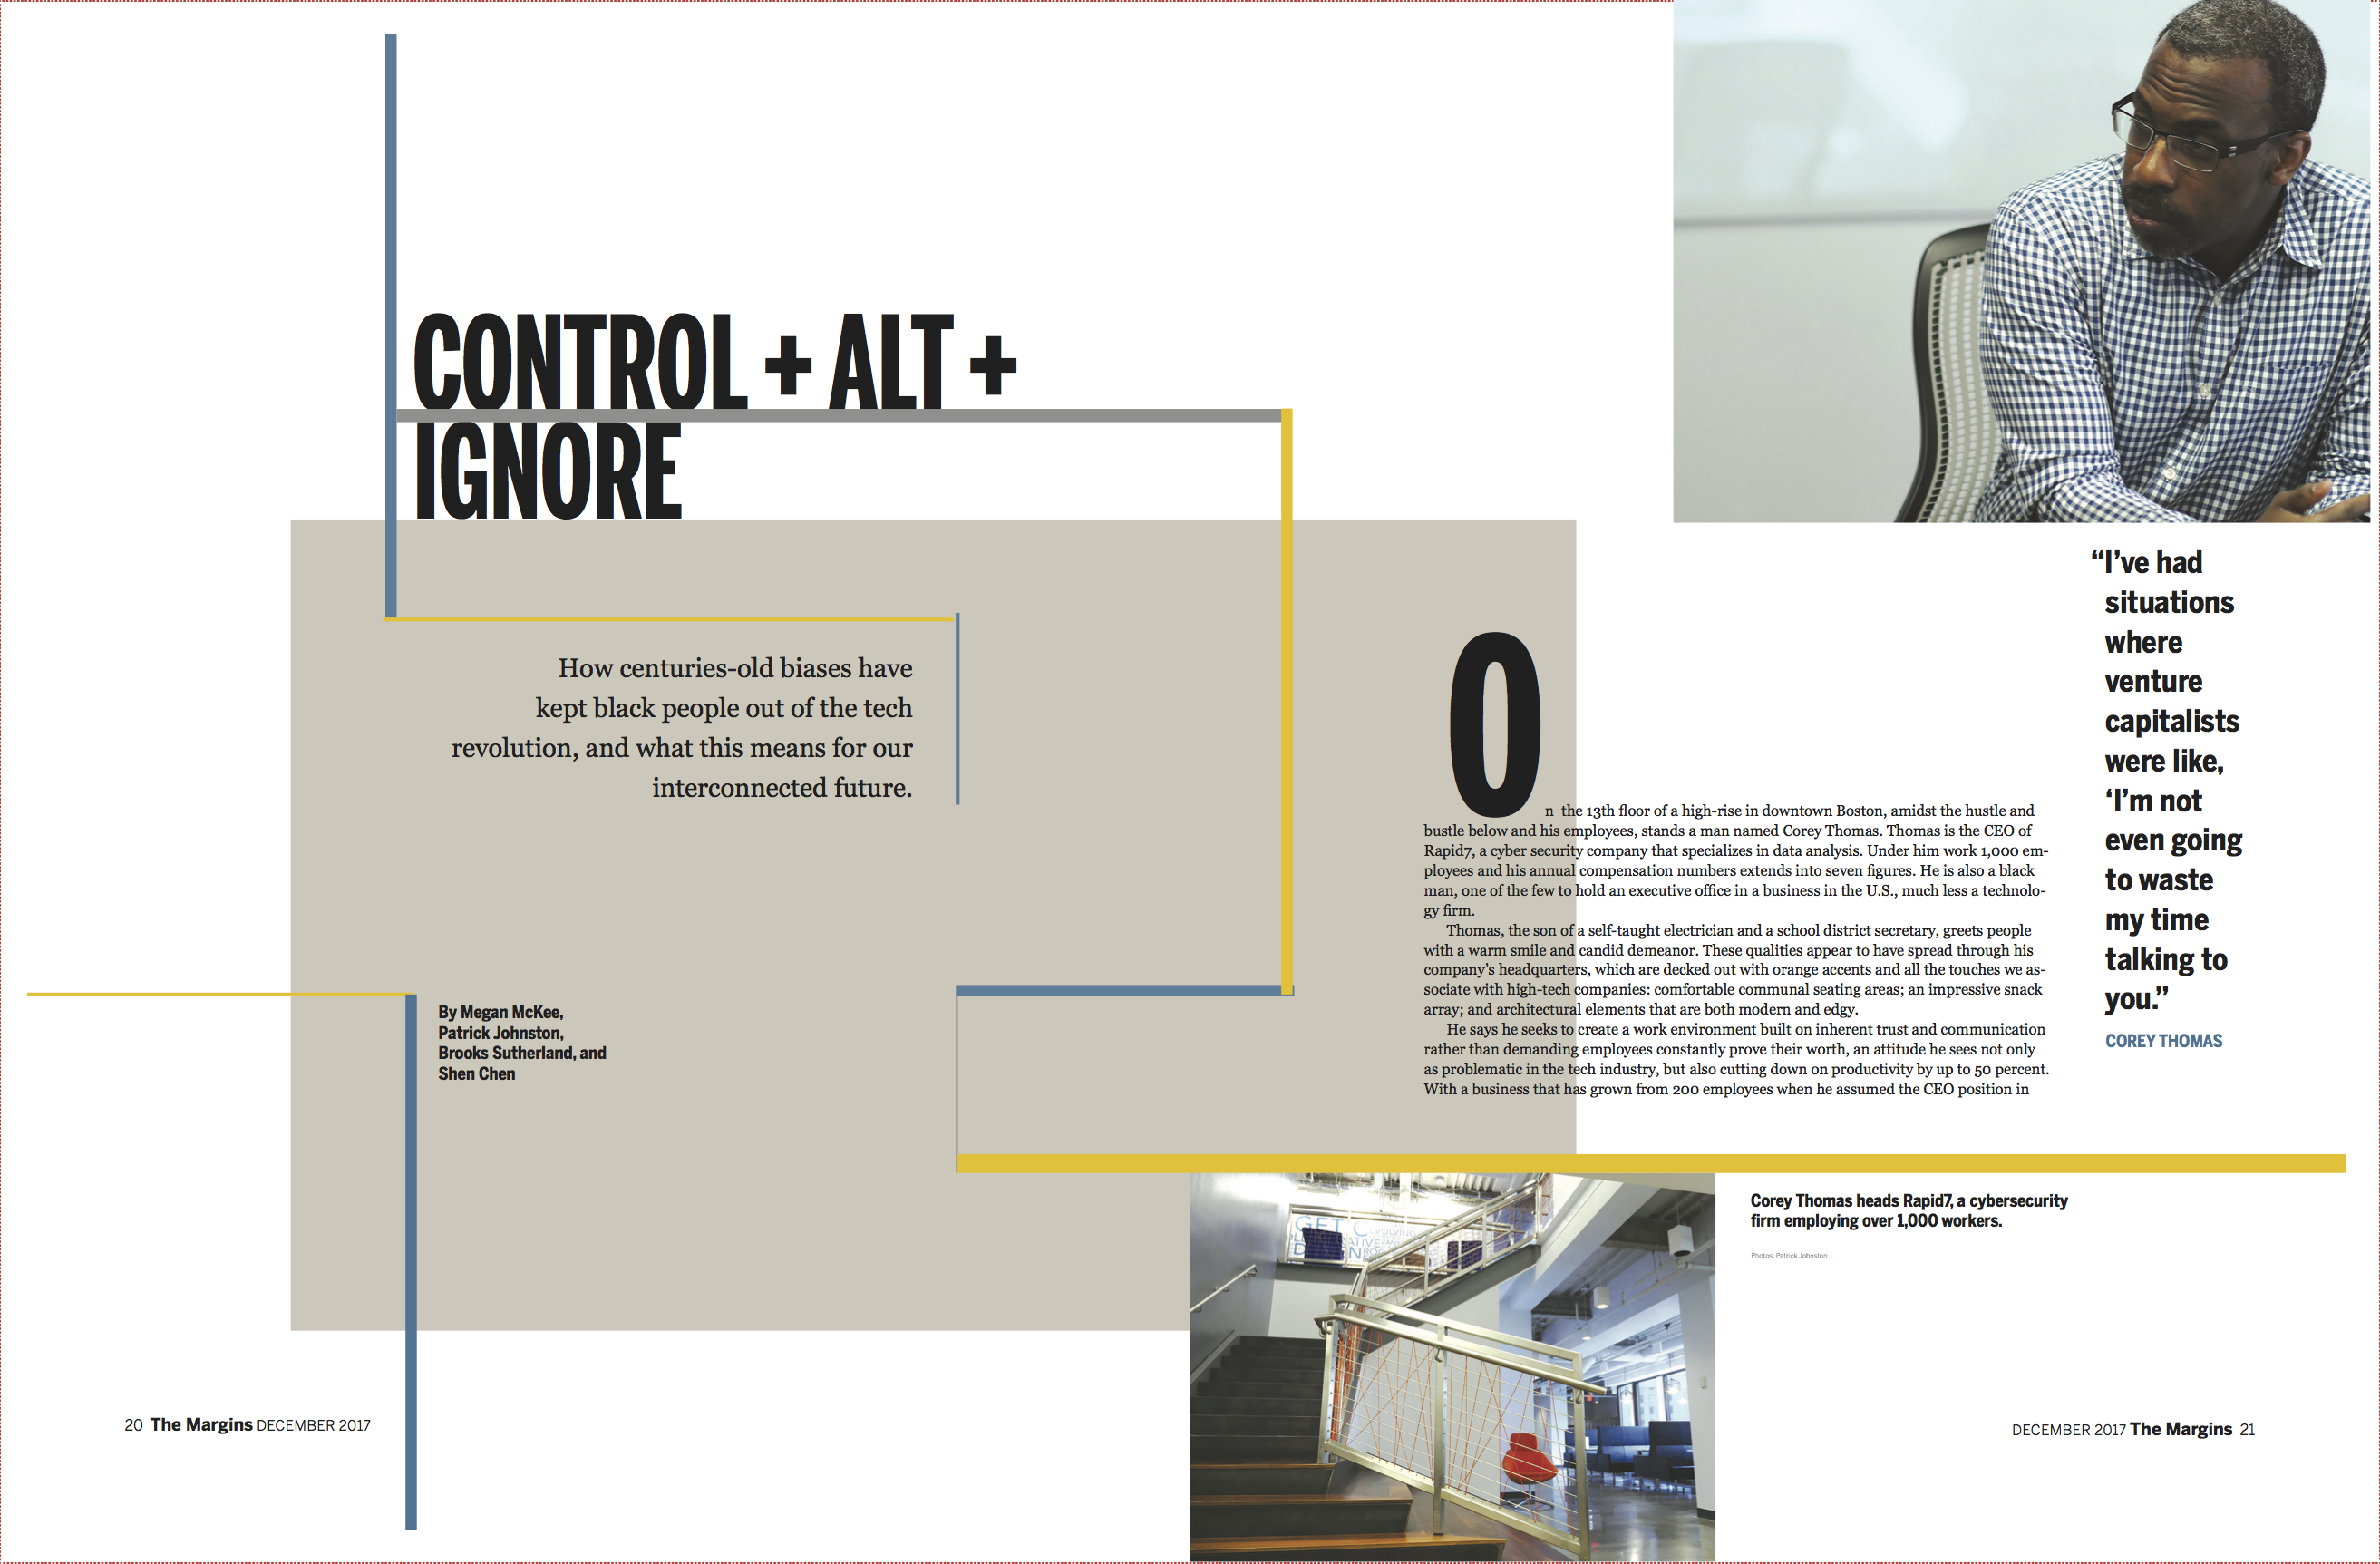 CONTROL + ALT +
IGNORE
How centuries-old biases have
kept black people out of the tech
revolution, and what this means for our
interconnected future.
By Megan McKee,
Patrick Johnston,
Brooks Sutherland, and
Shen Chen
20 The Margins DECEMBER 2017
On the 13th floor of a high-rise in downtown Boston, amidst the hustle and
bustle below and his employees, stands a man named Corey Thomas. Thomas is the CEO of
Rapid7, a cyber security company that specializes in data analysis. Under him work 1,000 em-
ployees and his annual compensation numbers extends into seven figures. He is also a black
man, one of the few to hold an executive office in a business in the U.S., much less a technolo-
gy firm.
Thomas, the son of a self-taught electrician and a school district secretary, greets people
with a warm smile and candid demeanor. These qualities appear to have spread through his
company’s headquarters, which are decked out with orange accents and all the touches we as-
sociate with high-tech companies: comfortable communal seating areas; an impressive snack
array; and architectural elements that are both modern and edgy.
He says he seeks to create a work environment built on inherent trust and communication
rather than demanding employees constantly prove their worth, an attitude he sees not only
as problematic in the tech industry, but also cutting down on productivity by up to 50 percent.
With a business that has grown from 200 employees when he assumed the CEO position in
“I’ve had
situations
where
venture
capitalists
were like,
‘I’m not
even going
to waste
my time
talking to
you.”
COREY THOMAS
GET
Corey Thomas heads Rapid7, a cybersecurity
firm employing over 1,000 workers.
Photos: Patrick Johnston
DECEMBER 2017 The Margins 21